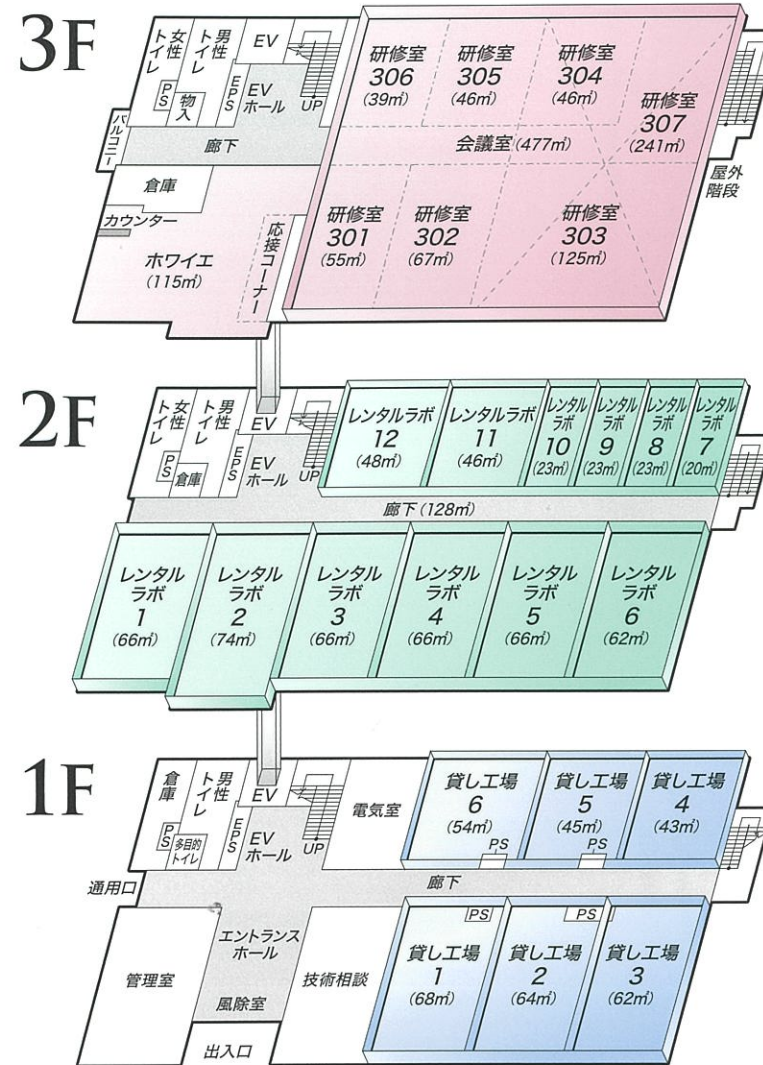 3F
女性
トイレ
男性
トイレ
EV
PS
物入
EPS
EV
ホール
UP
バルコニー
廊下
倉庫
カウンター
ホワイエ
(115㎡)
応接コーナー
研修室
306
(39㎡)
研修室
305
(46㎡)
研修室
304
(46㎡)
研修室
307
(241㎡)
会議室(477㎡)
屋外
階段
研修室
301
(55㎡)
研修室
302
(67㎡)
研修室
303
(125㎡)
2F
女性
トイレ
男性
トイレ
EV
PS
倉庫
EPS
EV
ホール
UP
レンタルラボ
12
(48㎡)
レンタルラボ
11
(46㎡)
レンタル
ラボ
10
(23㎡)
レンタル
ラボ
9
(23㎡)
レンタル
ラボ
8
(23㎡)
レンタル
ラボ
7
(20㎡)
廊下(128㎡)
レンタル
ラボ
1
(66㎡)
レンタル
ラボ
2
(74㎡)
レンタル
ラボ
3
(66㎡)
レンタル
ラボ
4
(66㎡)
レンタル
ラボ
5
(66㎡)
レンタル
ラボ
6
(62㎡)
1F
倉庫
男性
トイレ
EV
PS
多目的
トイレ
EPS
EV
ホール
UP
電気室
貸し工場
6
(54㎡)
貸し工場
5
(45㎡)
貸し工場
4
(43㎡)
PS
PS
通用口
廊下
管理室
エントランス
ホール
風除室
出入口
技術相談
PS
貸し工場
1
(68㎡)
PS
貸し工場
2
(64㎡)
貸し工場
3
(62㎡)